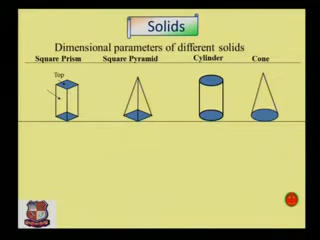 Solids
Dimensional parameters of different solids
Square Prism Square Pyramid Cylinder Cone
Top